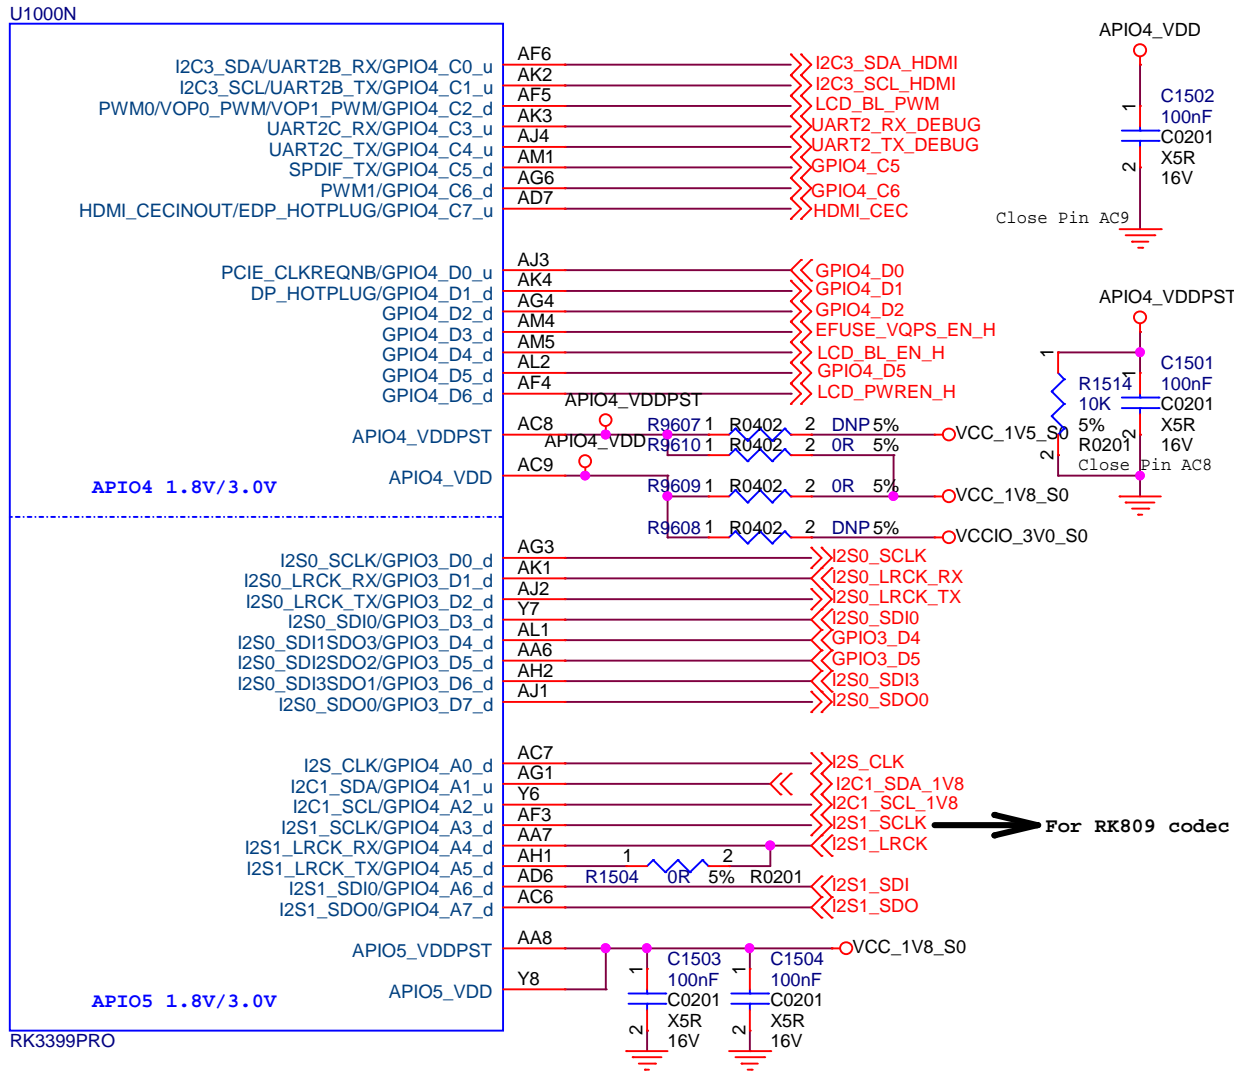 U1000N
I2C3_SDA/UART2B_RX/GPIO4_C0_u AF6 I2C3_SDA_HDMI
I2C3_SCL/UART2B_TX/GPIO4_C1_u AK2 I2C3_SCL_HDMI
PWM0/VOP0_PWM/VOP1_PWM/GPIO4_C2_d AF5 LCD_BL_PWM
UART2C_RX/GPIO4_C3_u AK3 UART2_RX_DEBUG
UART2C_TX/GPIO4_C4_u AJ4 UART2_TX_DEBUG
SPDIF_TX/GPIO4_C5_d AM1 GPIO4_C5
PWM1/GPIO4_C6_d AG6 GPIO4_C6
HDMI_CECINOUT/EDP_HOTPLUG/GPIO4_C7_u AD7 HDMI_CEC
PCIE_CLKREQNB/GPIO4_D0_u AJ3 GPIO4_D0
DP_HOTPLUG/GPIO4_D1_d AK4 GPIO4_D1
GPIO4_D2_d AG4 GPIO4_D2
GPIO4_D3_d AM4 EFUSE_VQPS_EN_H
GPIO4_D4_d AM5 LCD_BL_EN_H
GPIO4_D5_d AL2 GPIO4_D5
GPIO4_D6_d AF4 LCD_PWREN_H
APIO4_VDDPST
APIO4_VDDPST AC8 R9607 1 R0402 2 DNP 5% VCC_1V5_S0
APIO4_VDD R9610 1 R0402 2 0R 5%
APIO4_VDD AC9
APIO4 1.8V/3.0V R9609 1 R0402 2 0R 5% VCC_1V8_S0
R9608 1 R0402 2 DNP 5% VCCIO_3V0_S0
APIO4_VDD
1
C1502
100nF
C0201
2
X5R
16V
Close Pin AC9
APIO4_VDDPST
1
R1514
10K
5%
R0201
2
1
C1501
100nF
C0201
X5R
16V
2
Close Pin AC8
I2S0_SCLK/GPIO3_D0_d AG3 I2S0_SCLK
I2S0_LRCK_RX/GPIO3_D1_d AK1 I2S0_LRCK_RX
I2S0_LRCK_TX/GPIO3_D2_d AJ2 I2S0_LRCK_TX
I2S0_SDI0/GPIO3_D3_d Y7 I2S0_SDI0
I2S0_SDI1SDO3/GPIO3_D4_d AL1 GPIO3_D4
I2S0_SDI2SDO2/GPIO3_D5_d AA6 GPIO3_D5
I2S0_SDI3SDO1/GPIO3_D6_d AH2 I2S0_SDI3
I2S0_SDO0/GPIO3_D7_d AJ1 I2S0_SDO0
I2S_CLK/GPIO4_A0_d AC7 I2S_CLK
I2C1_SDA/GPIO4_A1_u AG1 I2C1_SDA_1V8
I2C1_SCL/GPIO4_A2_u Y6 I2C1_SCL_1V8
I2S1_SCLK/GPIO4_A3_d AF3 I2S1_SCLK For RK809 codec
I2S1_LRCK_RX/GPIO4_A4_d AA7 I2S1_LRCK
I2S1_LRCK_TX/GPIO4_A5_d AH1 1 2
R1504 0R 5% R0201
I2S1_SDI0/GPIO4_A6_d AD6 I2S1_SDI
I2S1_SDO0/GPIO4_A7_d AC6 I2S1_SDO
APIO5_VDDPST AA8 VCC_1V8_S0
APIO5_VDD Y8
APIO5 1.8V/3.0V
1
C1503
100nF
C0201
X5R
2
16V
1
C1504
100nF
C0201
X5R
2
16V
RK3399PRO